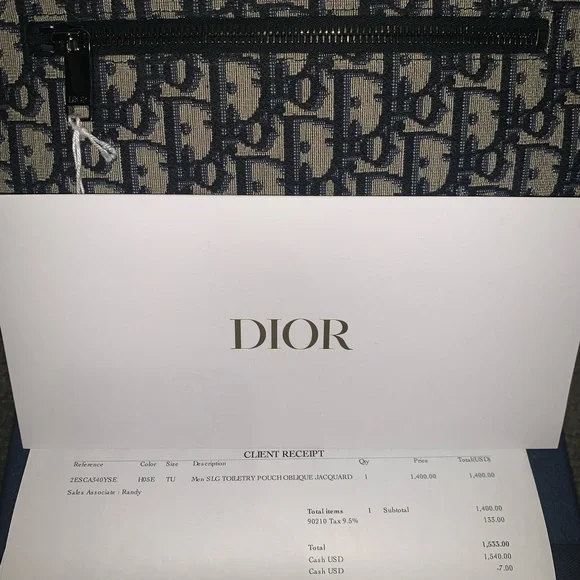 DIOR
CLIENT RECEIPT
Reference Color Size Description Qty Price Total(USD)
2ESCA340YSE H05E TU Men SLG TOILETRY POUCH OBLIQUE JACQUARD 1 1,400.00 1,400.00
Sales Associate : Randy
Total items 1 Subtotal 1,400.00
90210 Tax 9.5% 133.00
Total 1,533.00
Cash USD 1,540.00
Cash USD -7.00